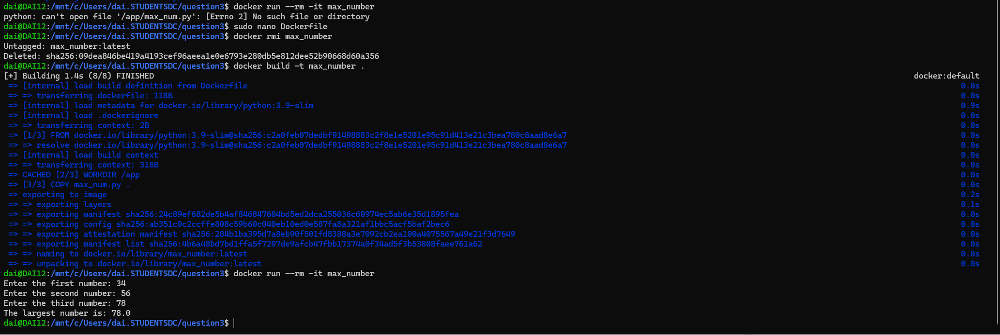 dai@DAI12:/mnt/c/Users/dai.STUDENTSDC/question3$ docker run --rm -it max_number
python: can't open file '/app/max_num.py': [Errno 2] No such file or directory
dai@DAI12:/mnt/c/Users/dai.STUDENTSDC/question3$ sudo nano Dockerfile
dai@DAI12:/mnt/c/Users/dai.STUDENTSDC/question3$ docker rmi max_number
Untagged: max_number:latest
Deleted: sha256:09dea846be419a4193cef96aeea1e0e6793e280db5e812dee52b90668d60a356
dai@DAI12:/mnt/c/Users/dai.STUDENTSDC/question3$ docker build -t max_number .
[+] Building 1.4s (8/8) FINISHED docker:default
=> [internal] load build definition from Dockerfile 0.0s
=> => transferring dockerfile: 118B 0.0s
=> [internal] load metadata for docker.io/library/python:3.9-slim 0.9s
=> [internal] load .dockerignore 0.0s
=> => transferring context: 2B 0.0s
=> [1/3] FROM docker.io/library/python:3.9-slim@sha256:c2a0feb07dedbf91498883c2f8e1e5201e95c91d413e21c3bea780c8aad8e6a7 0.0s
=> => resolve docker.io/library/python:3.9-slim@sha256:c2a0feb07dedbf91498883c2f8e1e5201e95c91d413e21c3bea780c8aad8e6a7 0.0s
=> [internal] load build context 0.0s
=> => transferring context: 318B 0.0s
=> CACHED [2/3] WORKDIR /app 0.0s
=> [3/3] COPY max_num.py . 0.0s
=> exporting to image 0.2s
=> => exporting layers 0.1s
=> => exporting manifest sha256:24c89ef682de5b4af846847604bd5ed2dca255036c60974ec5ab6e35d1895fea 0.0s
=> => exporting config sha256:ab351c0c2ccffe808c59b60c040eb10ed0e587fa8a321af1bbc5acf5baf2bec6 0.0s
=> => exporting attestation manifest sha256:284b1ba395d7a8eb90f501fd8388a3e7092cb2ea100a4075567a49e21f3d7649 0.0s
=> => exporting manifest list sha256:4b6a48bd7bd1ffa5f7207de9afcb47fbb17374a0f34ad5f3b53808faee761a62 0.0s
=> => naming to docker.io/library/max_number:latest 0.0s
=> => unpacking to docker.io/library/max_number:latest 0.0s
dai@DAI12:/mnt/c/Users/dai.STUDENTSDC/question3$ docker run --rm -it max_number
Enter the first number: 34
Enter the second number: 56
Enter the third number: 78
The largest number is: 78.0
dai@DAI12:/mnt/c/Users/dai.STUDENTSDC/question3$